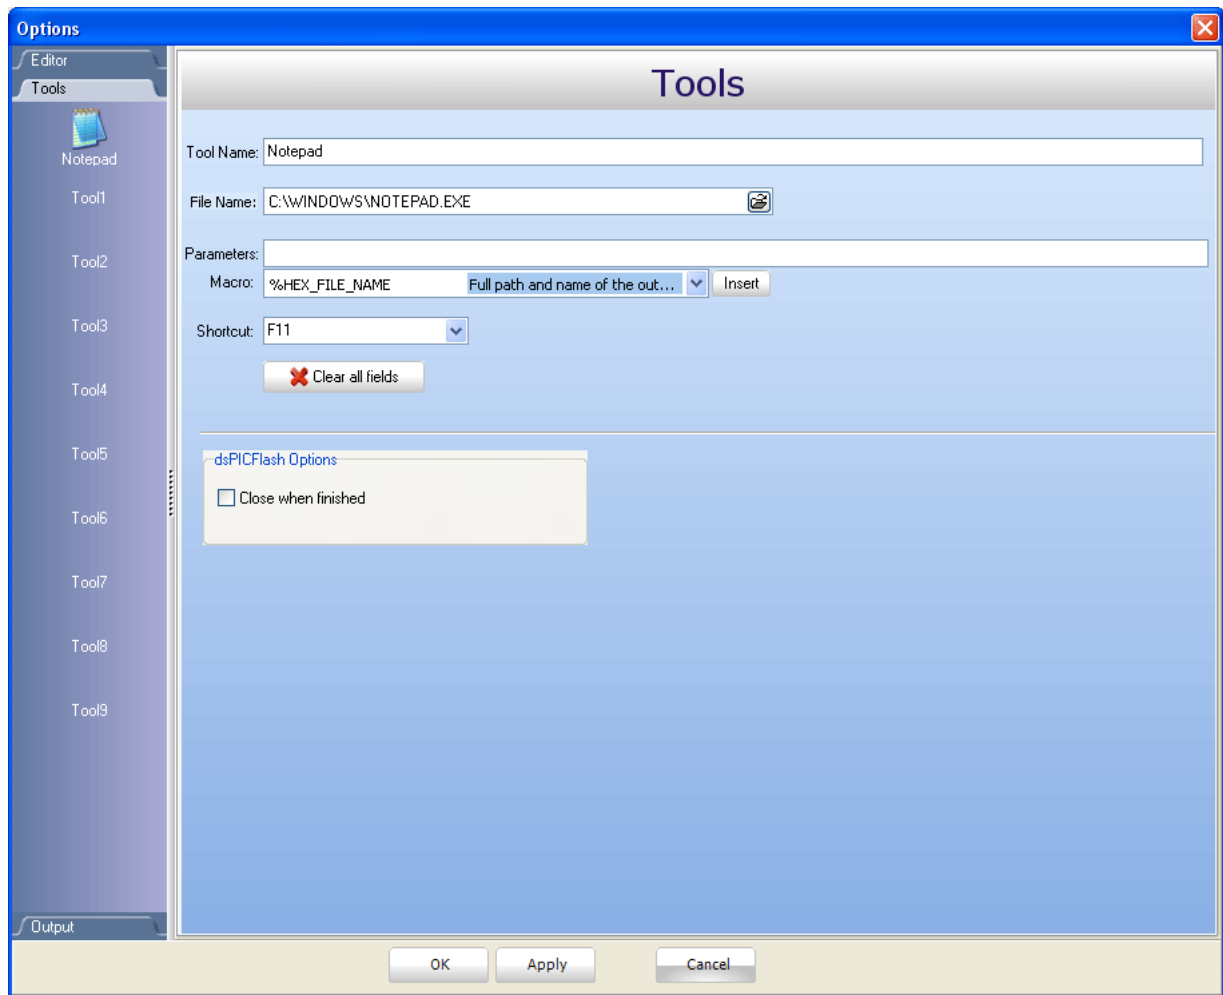 Options
Editor
Tools
Notepad
Tool1
Tool2
Tool3
Tool4
Tool5
Tool6
Tool7
Tool8
Tool9
Output
Tools
Tool Name: Notepad
File Name: C:\WINDOWS\NOTEPAD.EXE
Parameters:
Macro: %HEX_FILE_NAME Full path and name of the out... Insert
Shortcut: F11
Clear all fields
dsPICFlash Options
Close when finished
OK Apply Cancel